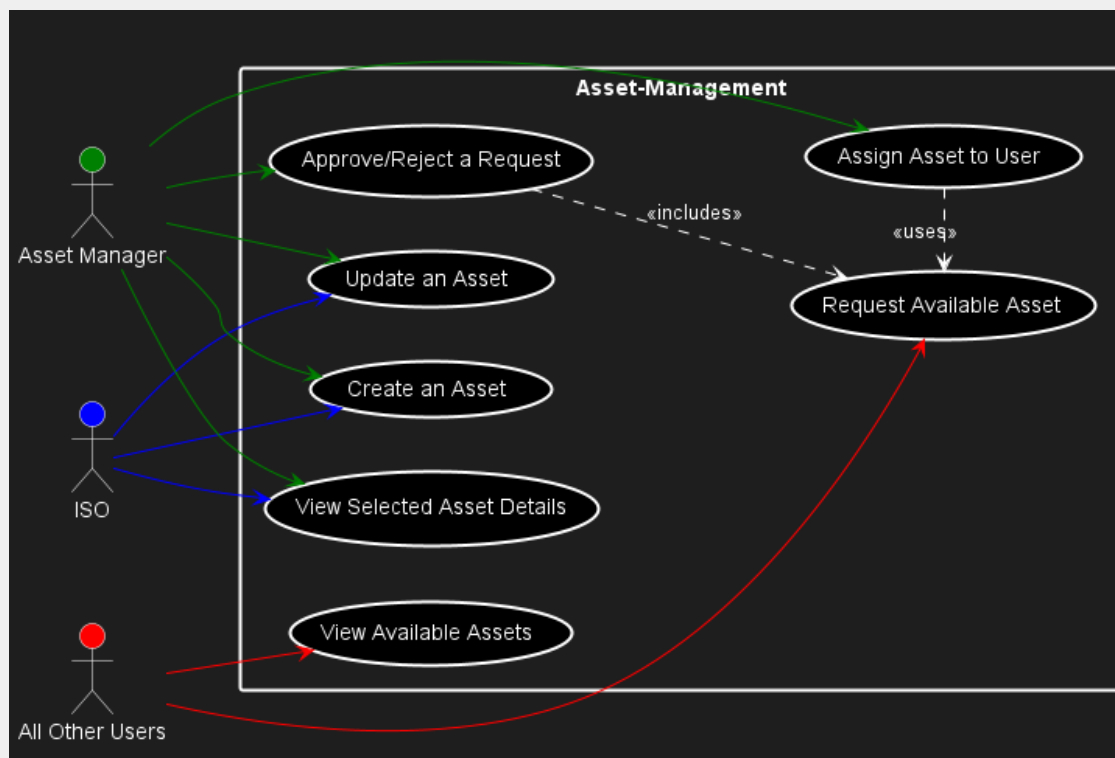 Asset-Management
Approve/Reject a Request
Assign Asset to User
«includes»
«uses»
Asset Manager
Update an Asset
Request Available Asset
Create an Asset
ISO
View Selected Asset Details
View Available Assets
All Other Users